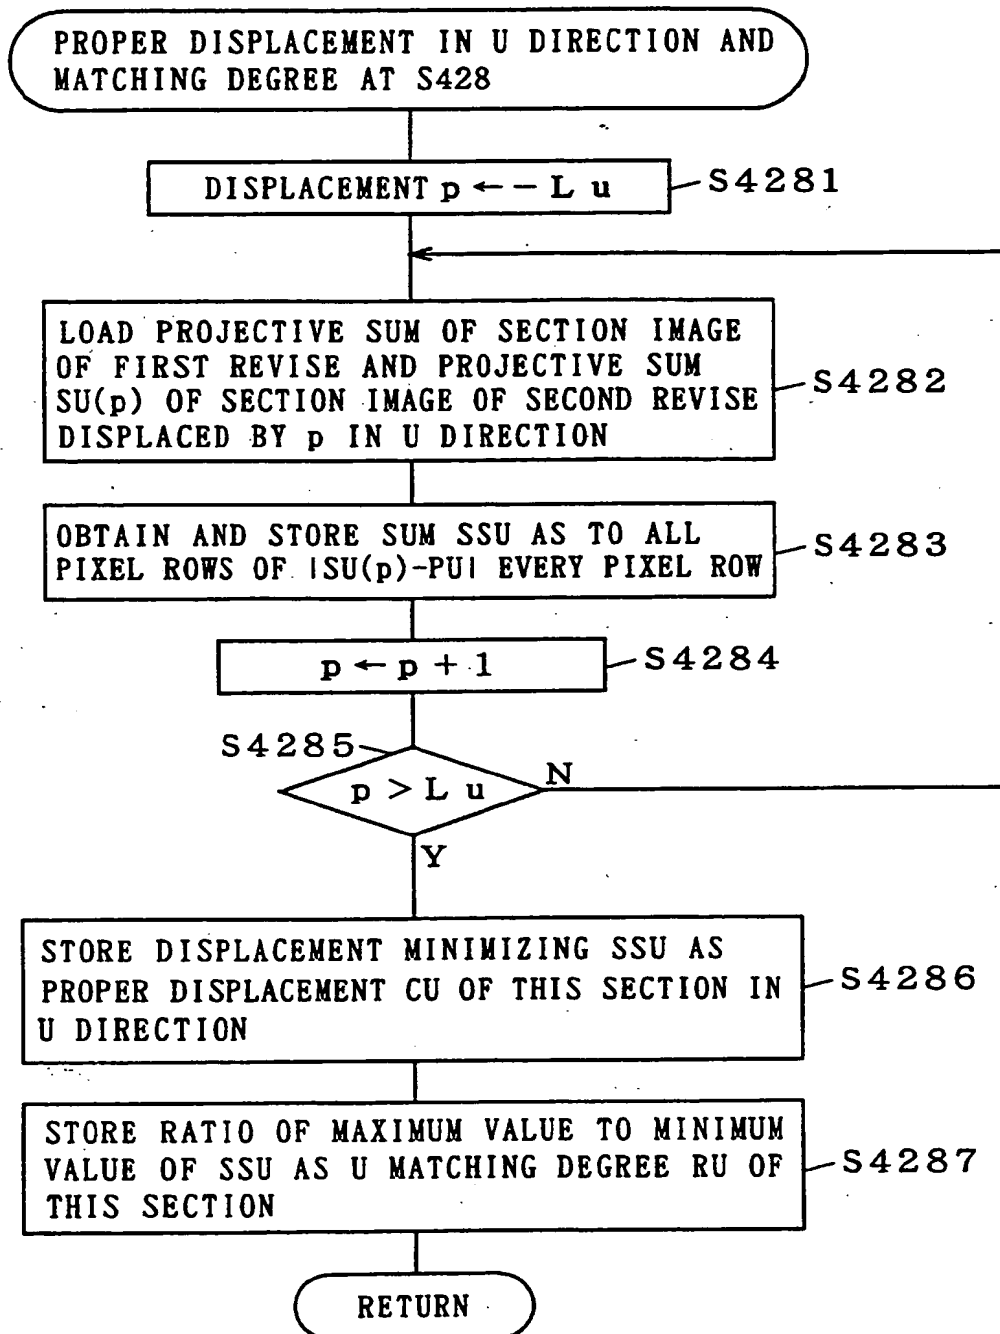 PROPER DISPLACEMENT IN U DIRECTION AND
MATCHING DEGREE AT S428
DISPLACEMENT p ← − L u
S4281
LOAD PROJECTIVE SUM OF SECTION IMAGE
OF FIRST REVISE AND PROJECTIVE SUM
SU(p) OF SECTION IMAGE OF SECOND REVISE
DISPLACED BY p IN U DIRECTION
S4282
OBTAIN AND STORE SUM SSU AS TO ALL
PIXEL ROWS OF |SU(p)-PU| EVERY PIXEL ROW
S4283
p ← p + 1
S4284
S4285
p > L u
N
Y
STORE DISPLACEMENT MINIMIZING SSU AS
PROPER DISPLACEMENT CU OF THIS SECTION IN
U DIRECTION
S4286
STORE RATIO OF MAXIMUM VALUE TO MINIMUM
VALUE OF SSU AS U MATCHING DEGREE RU OF
THIS SECTION
S4287
RETURN